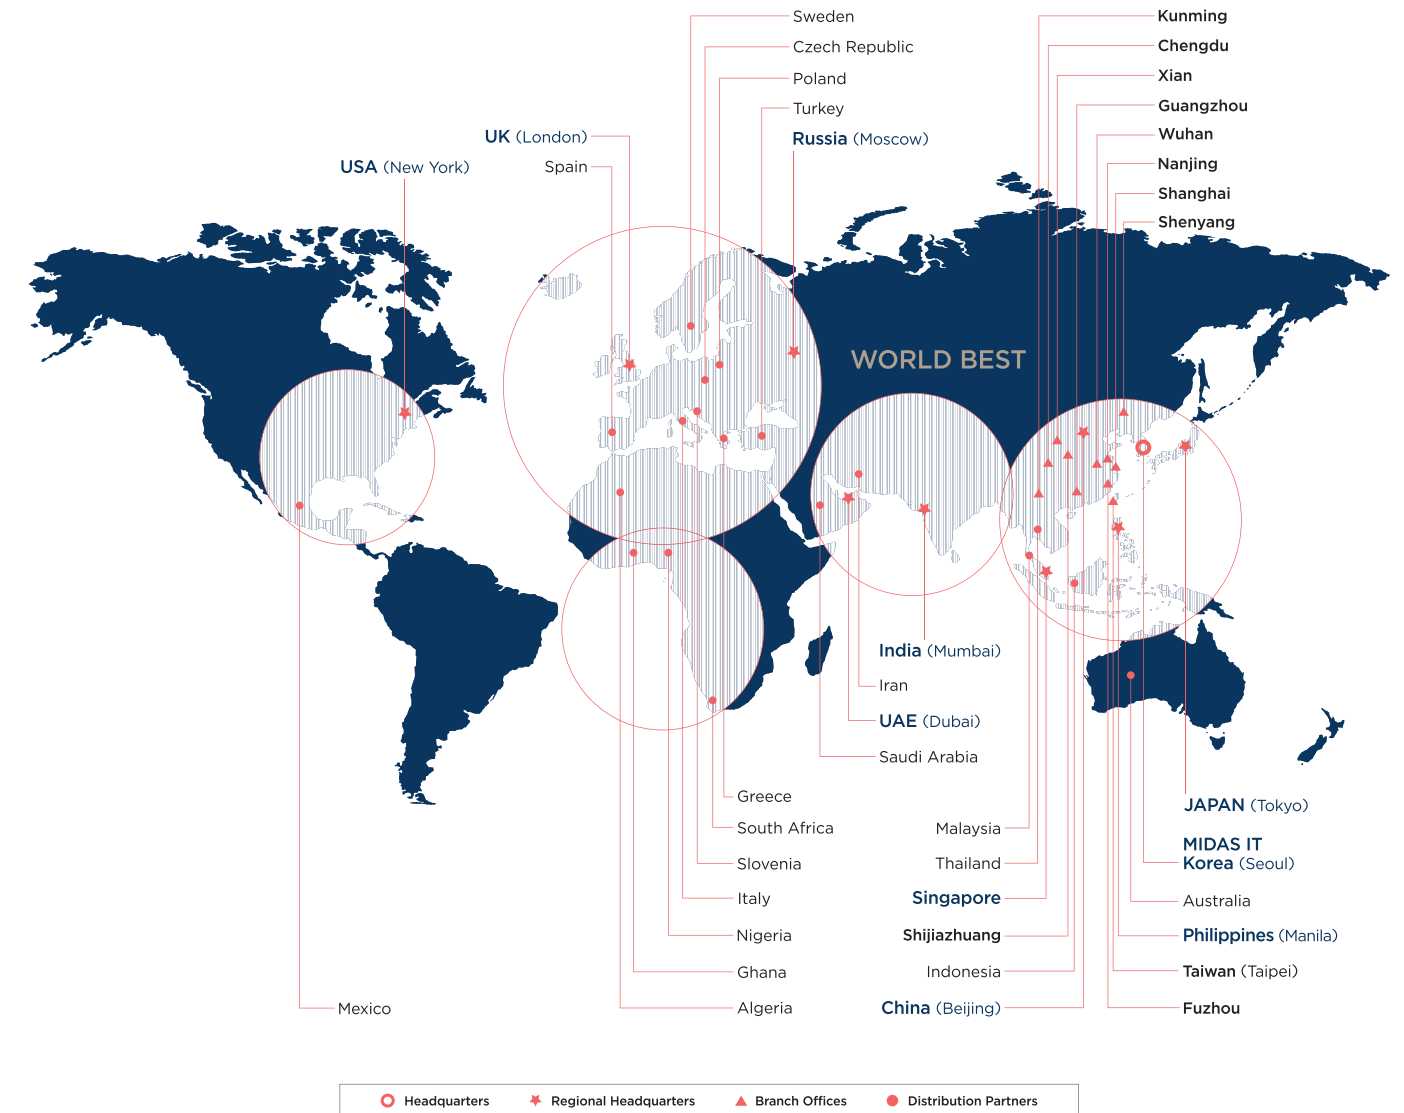 Sweden
Czech Republic
Poland
Turkey
UK (London)
Russia (Moscow)
USA (New York)
Spain
Kunming
Chengdu
Xian
Guangzhou
Wuhan
Nanjing
Shanghai
Shenyang
WORLD BEST
India (Mumbai)
Iran
UAE (Dubai)
Saudi Arabia
Greece
South Africa
Slovenia
Italy
Nigeria
Ghana
Algeria
Mexico
Malaysia
Thailand
Singapore
Shijiazhuang
Indonesia
China (Beijing)
JAPAN (Tokyo)
MIDAS IT
Korea (Seoul)
Australia
Philippines (Manila)
Taiwan (Taipei)
Fuzhou
Headquarters
Regional Headquarters
Branch Offices
Distribution Partners